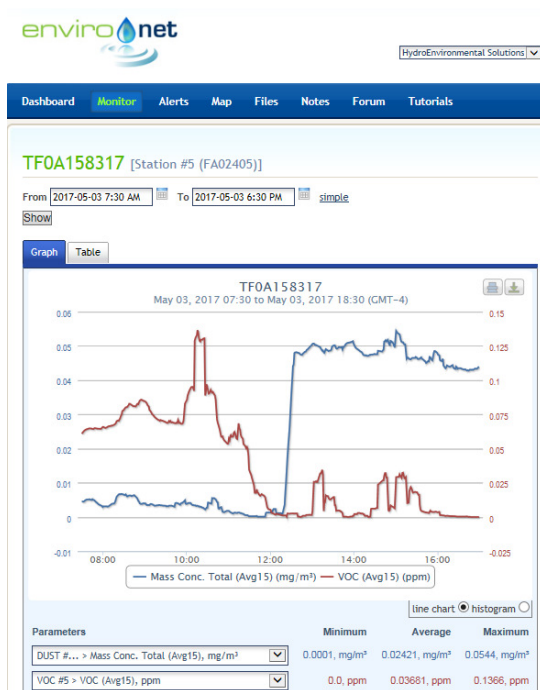 environet
HydroEnvironmental Solutions
Dashboard Monitor Alerts Map Files Notes Forum Tutorials
TF0A158317 [Station #5 (FA02405)]
From 2017-05-03 7:30 AM To 2017-05-03 6:30 PM simple
Show
Graph Table
TF0A158317
May 03, 2017 07:30 to May 03, 2017 18:30 (GMT-4)
0.06 0.15
0.05 0.125
0.04 0.1
0.03 0.075
0.02 0.05
0.01 0.025
0 0
-0.01 -0.025
08:00 10:00 12:00 14:00 16:00
Mass Conc. Total (Avg15) (mg/m³) VOC (Avg15) (ppm)
line chart histogram
Parameters Minimum Average Maximum
DUST #... > Mass Conc. Total (Avg15), mg/m³ 0.0001, mg/m³ 0.02421, mg/m³ 0.0544, mg/m³
VOC #5 > VOC (Avg15), ppm 0.0, ppm 0.03681, ppm 0.1366, ppm